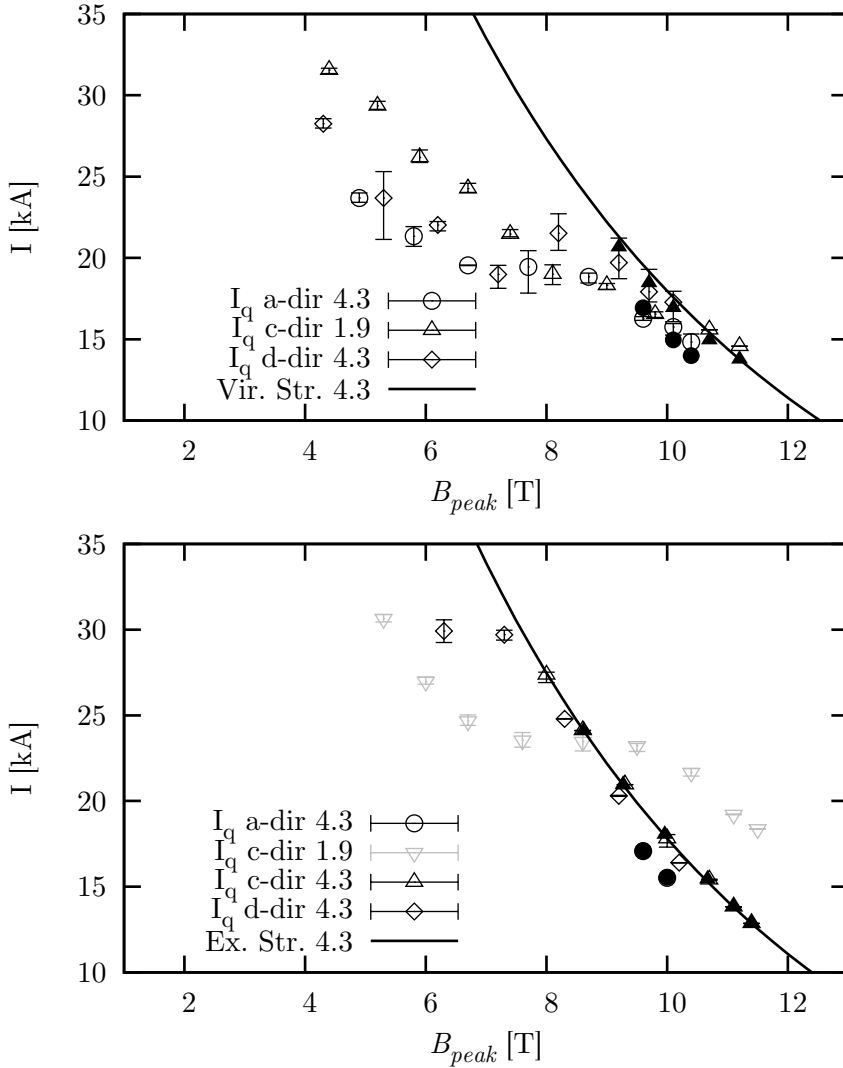 35
30
25
20
15
10
I [kA]
I_q a-dir 4.3
I_q c-dir 1.9
I_q d-dir 4.3
Vir. Str. 4.3
2 4 6 8 10 12
B_peak [T]
35
30
25
20
15
10
I [kA]
I_q a-dir 4.3
I_q c-dir 1.9
I_q c-dir 4.3
I_q d-dir 4.3
Ex. Str. 4.3
2 4 6 8 10 12
B_peak [T]